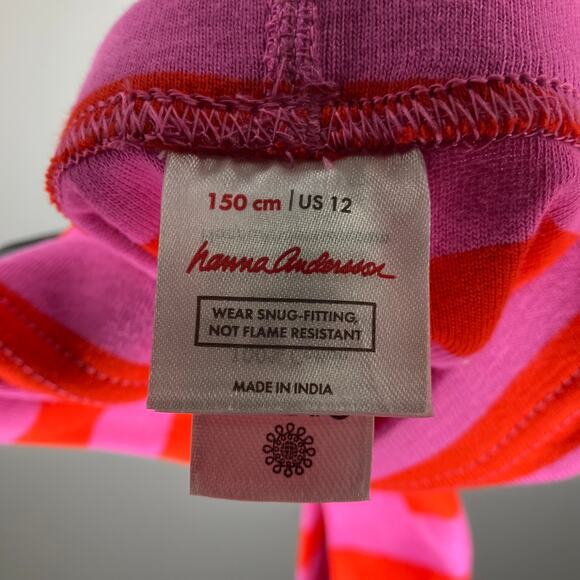 150 cm | US 12
hanna Andersson
WEAR SNUG-FITTING,
NOT FLAME RESISTANT
MADE IN INDIA